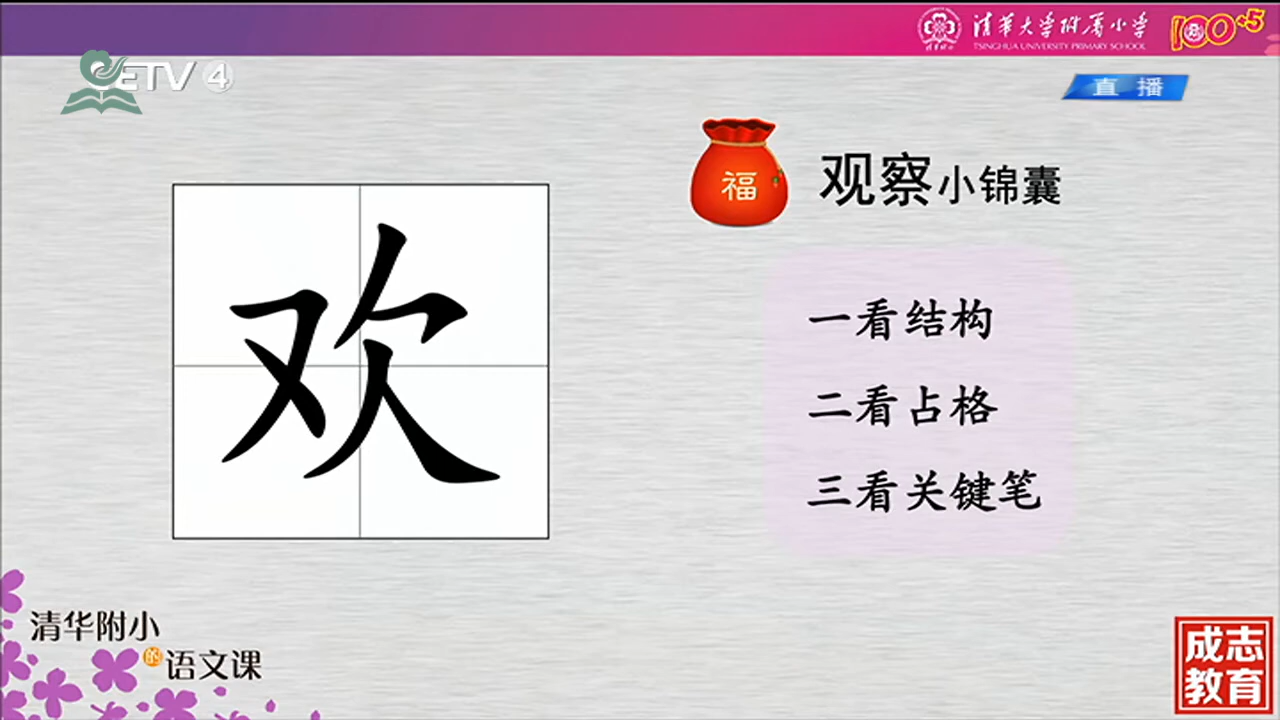 清华大学附属小学
TSINGHUA UNIVERSITY PRIMARY SCHOOL
100+5
CETV 4
直播
福
观察小锦囊
欢
一看结构
二看占格
三看关键笔
清华附小
的语文课
成志
教育